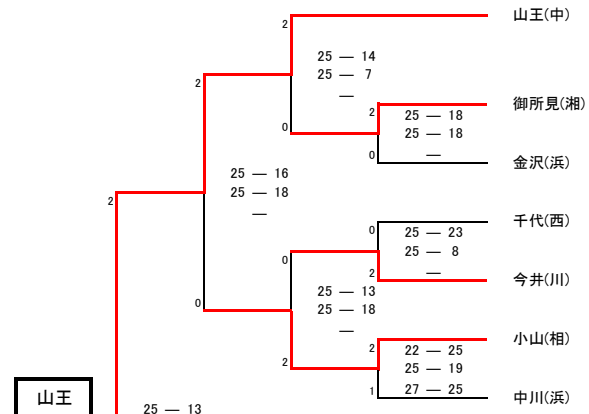 山王(中)
2
25 — 14
25 — 7
—
2
御所見(湘)
2
25 — 18
0
25 — 18
0
—
金沢(浜)
25 — 16
25 — 18
2
—
千代(西)
0
25 — 23
25 — 8
0
2
—
今井(川)
25 — 13
0
25 — 18
—
小山(相)
2
2
22 — 25
25 — 19
1
27 — 25
中川(浜)
山王
25 — 13